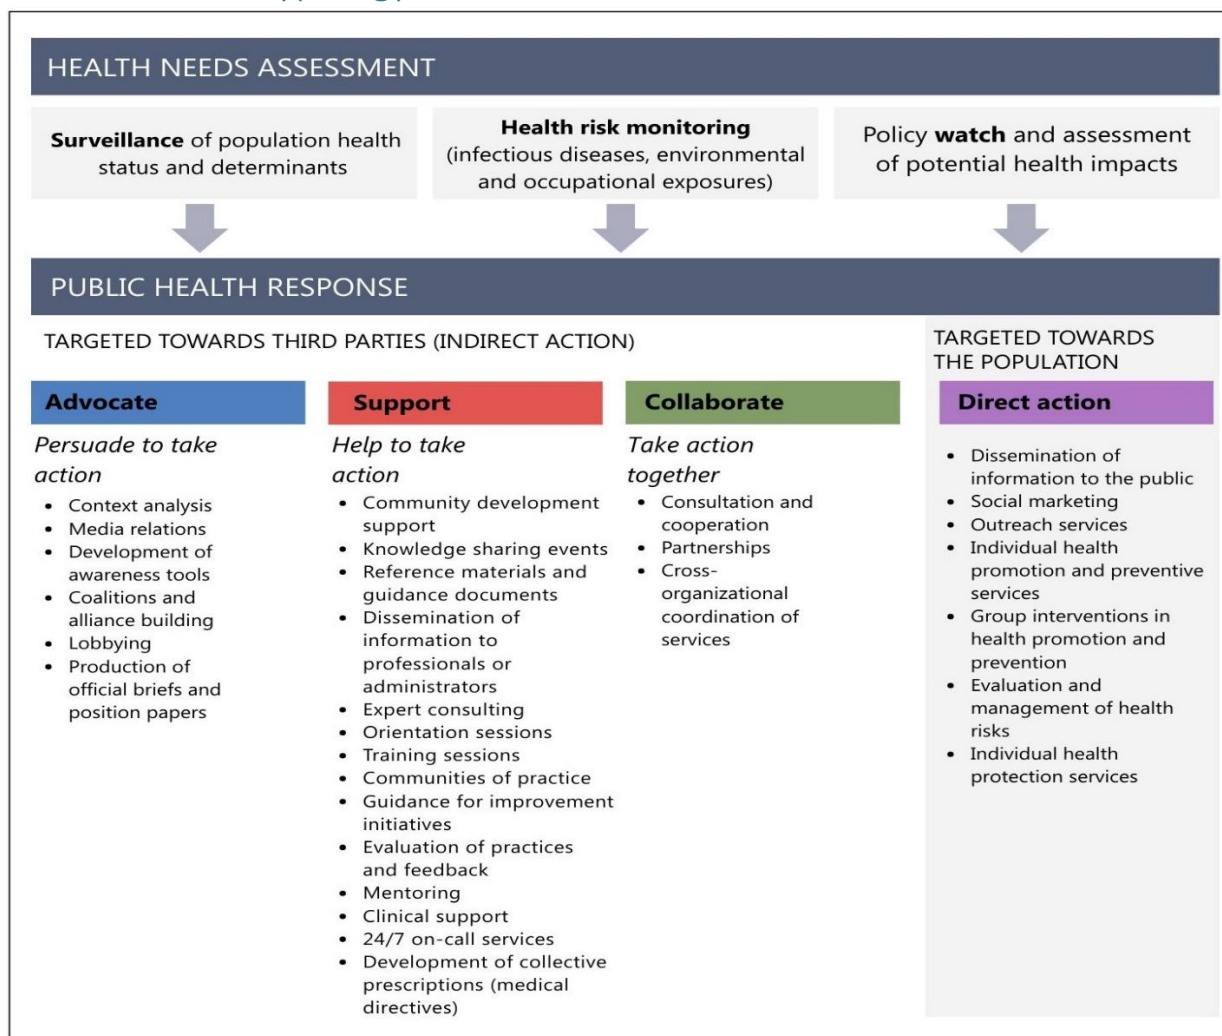 HEALTH NEEDS ASSESSMENT
Surveillance of population health
status and determinants
Health risk monitoring
(infectious diseases, environmental
and occupational exposures)
Policy watch and assessment
of potential health impacts
PUBLIC HEALTH RESPONSE
TARGETED TOWARDS THIRD PARTIES (INDIRECT ACTION)
Advocate
Persuade to take
action
• Context analysis
• Media relations
• Development of
awareness tools
• Coalitions and
alliance building
• Lobbying
• Production of
official briefs and
position papers
Support
Help to take
action
• Community development
support
• Knowledge sharing events
• Reference materials and
guidance documents
• Dissemination of
information to
professionals or
administrators
• Expert consulting
• Orientation sessions
• Training sessions
• Communities of practice
• Guidance for improvement
initiatives
• Evaluation of practices
and feedback
• Mentoring
• Clinical support
• 24/7 on-call services
• Development of collective
prescriptions (medical
directives)
Collaborate
Take action
together
• Consultation and
cooperation
• Partnerships
• Cross-
organizational
coordination of
services
TARGETED TOWARDS
THE POPULATION
Direct action
• Dissemination of
information to the public
• Social marketing
• Outreach services
• Individual health
promotion and preventive
services
• Group interventions in
health promotion and
prevention
• Evaluation and
management of health
risks
• Individual health
protection services